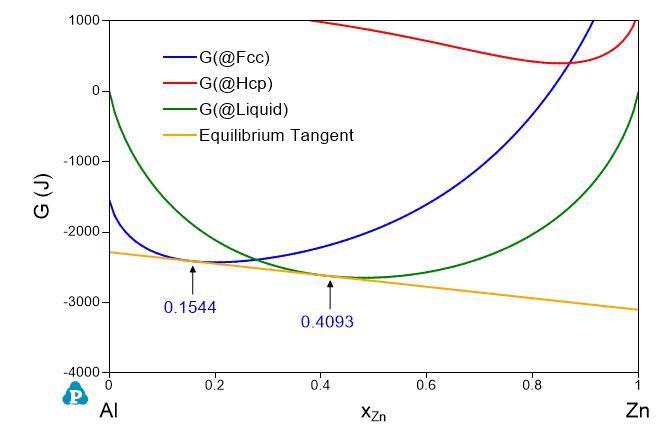 1000
0
-1000
-2000
-3000
-4000
G (J)
G(@Fcc)
G(@Hcp)
G(@Liquid)
Equilibrium Tangent
0.1544
0.4093
0 0.2 0.4 0.6 0.8 1
P
Al xZn Zn